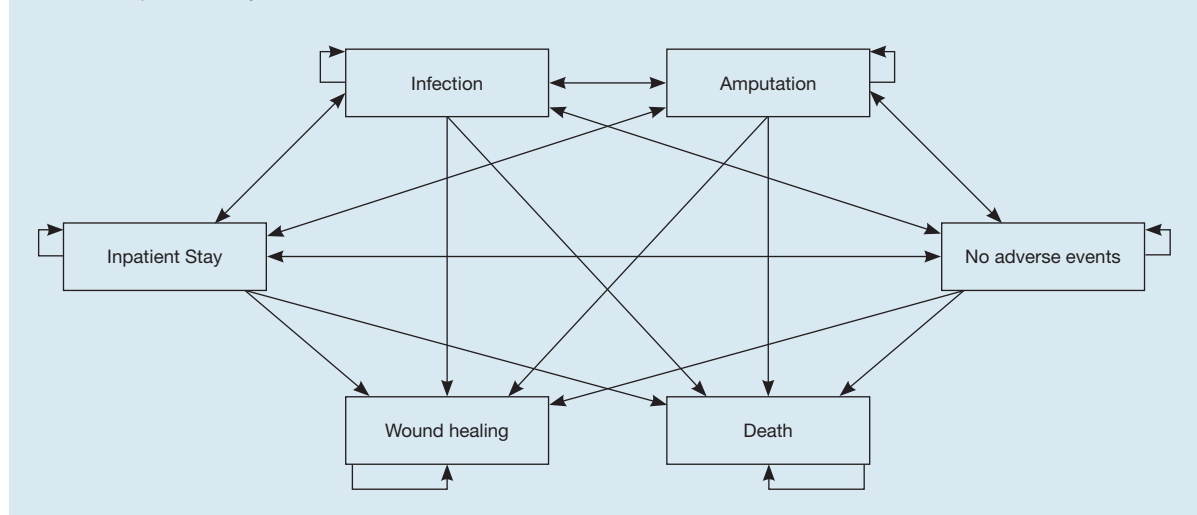 Infection
Amputation
Inpatient Stay
No adverse events
Wound healing
Death